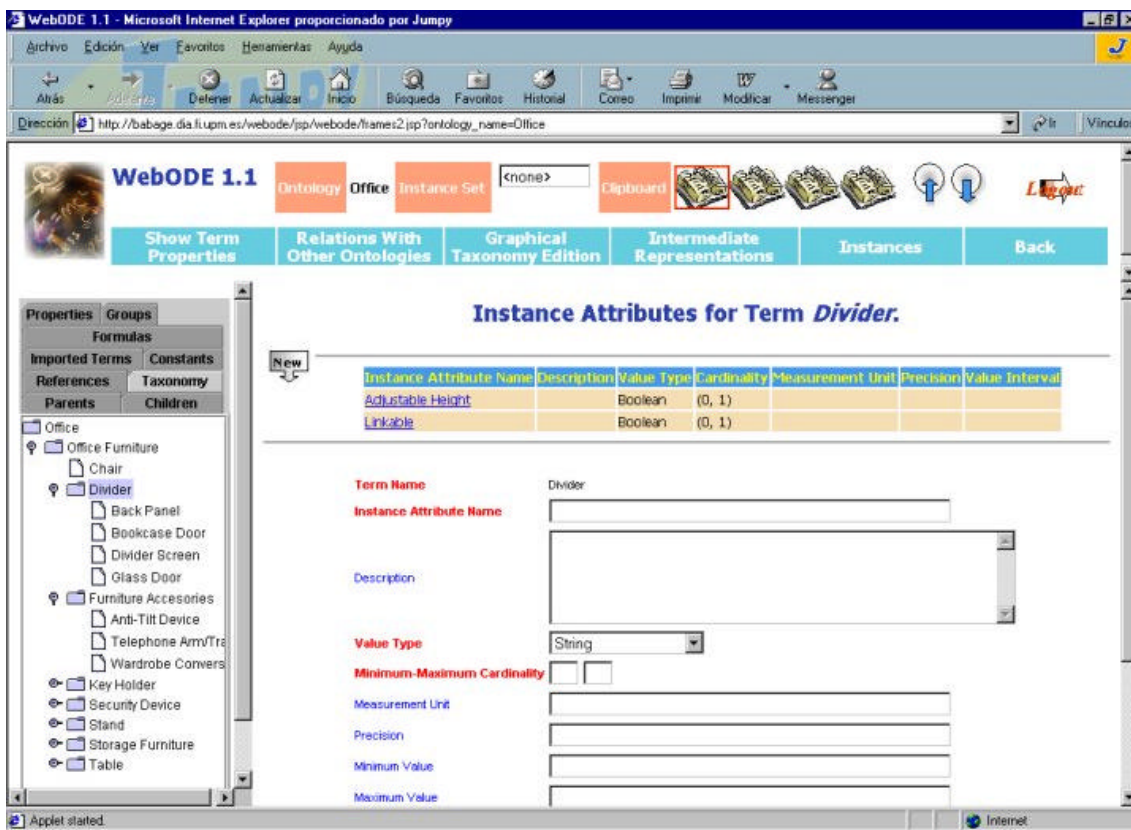 WebODE 1.1 - Microsoft Internet Explorer proporcionado por Jumpy
Archivo Edición Ver Favoritos Herramientas Ayuda
Atrás Adelante Detener Actualizar Inicio Búsqueda Favoritos Historial Correo Imprimir Modificar Messenger
Dirección http://babage.dia.fi.upm.es/webode/jsp/webode/frames2.jsp?ontology_name=Office Ir Vínculos
WebODE 1.1 Ontology Office Instance Set <none> Clipboard Logout
Show Term Properties
Relations With Other Ontologies
Graphical Taxonomy Edition
Intermediate Representations
Instances
Back
Properties Groups
Formulas
Imported Terms Constants
References Taxonomy
Parents Children
Office
Office Furniture
Chair
Divider
Back Panel
Bookcase Door
Divider Screen
Glass Door
Furniture Accesories
Anti-Tilt Device
Telephone Arm/Tra
Wardrobe Convers
Key Holder
Security Device
Stand
Storage Furniture
Table
Instance Attributes for Term Divider.
New
Instance Attribute Name Description Value Type Cardinality Measurement Unit Precision Value Interval
Adjustable Height Boolean (0, 1)
Linkable Boolean (0, 1)
Term Name Divider
Instance Attribute Name
Description
Value Type String
Minimum-Maximum Cardinality
Measurement Unit
Precision
Minimum Value
Maximum Value
Applet started. Internet